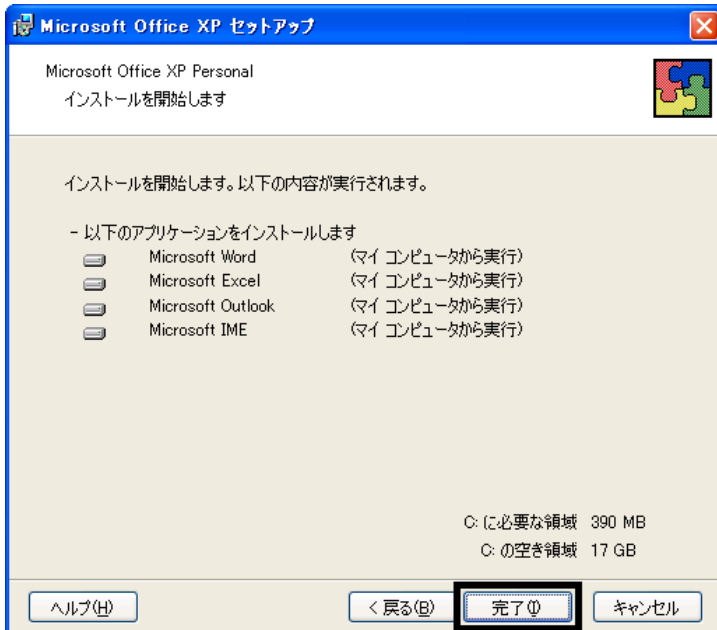 Microsoft Office XP セットアップ
Microsoft Office XP Personal
インストールを開始します
インストールを開始します。以下の内容が実行されます。
- 以下のアプリケーションをインストールします
Microsoft Word (マイ コンピュータから実行)
Microsoft Excel (マイ コンピュータから実行)
Microsoft Outlook (マイ コンピュータから実行)
Microsoft IME (マイ コンピュータから実行)
C: に必要な領域 390 MB
C: の空き領域 17 GB
ヘルプ(H) < 戻る(B) 完了(I) キャンセル